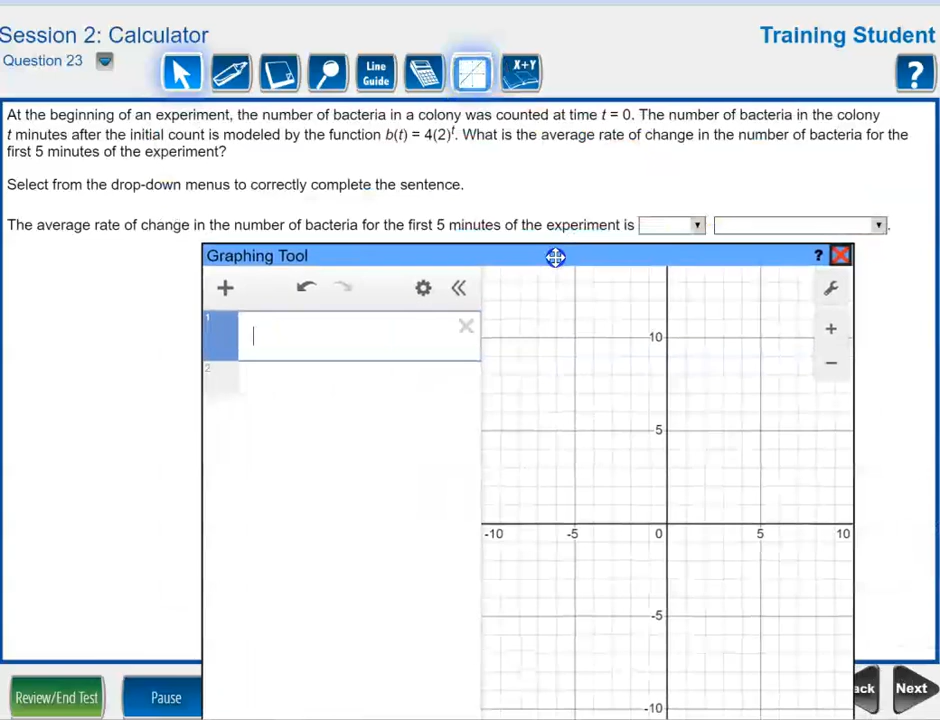 Session 2: Calculator
Training Student
Question 23
Line Guide
X+Y
?
At the beginning of an experiment, the number of bacteria in a colony was counted at time t = 0. The number of bacteria in the colony
t minutes after the initial count is modeled by the function b(t) = 4(2)^t. What is the average rate of change in the number of bacteria for the
first 5 minutes of the experiment?
Select from the drop-down menus to correctly complete the sentence.
The average rate of change in the number of bacteria for the first 5 minutes of the experiment is .
Graphing Tool
?
1
2
10
5
-10 -5 0 5 10
-5
-10
Review/End Test
Pause
ack
Next